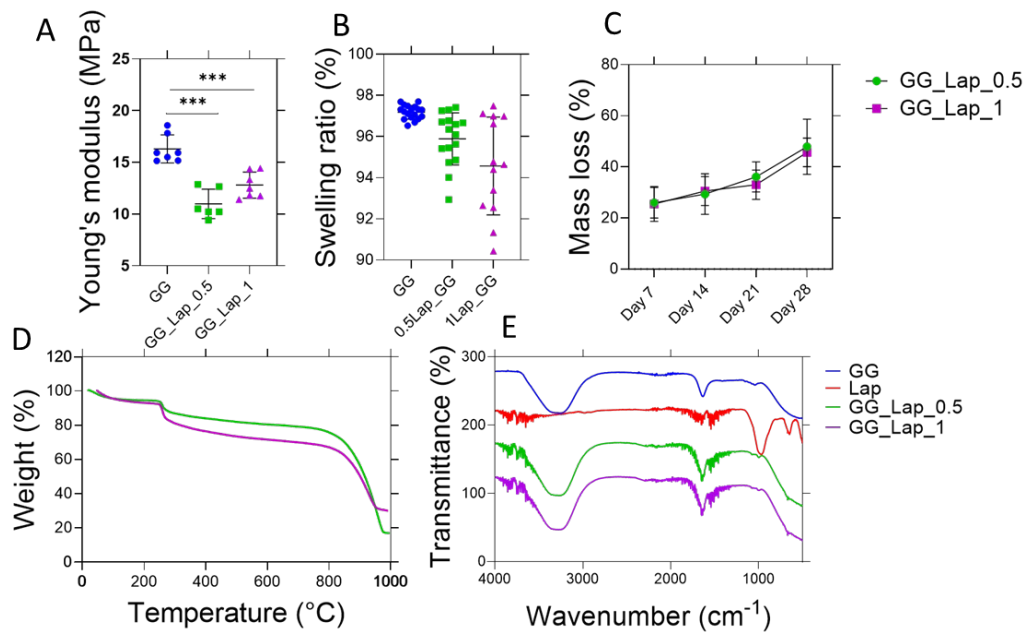 A
Young's modulus (MPa)
25
20
15
10
5
***
***
GG
GG_Lap_0.5
GG_Lap_1
B
Swelling ratio (%)
100
98
96
94
92
90
GG
0.5Lap_GG
1Lap_GG
C
Mass loss (%)
80
60
40
20
0
Day 7
Day 14
Day 21
Day 28
GG_Lap_0.5
GG_Lap_1
D
Weight (%)
120
100
80
60
40
20
0
0
200
400
600
800
1000
Temperature (°C)
E
Transmittance (%)
300
200
100
0
4000
3000
2000
1000
Wavenumber (cm-1)
GG
Lap
GG_Lap_0.5
GG_Lap_1